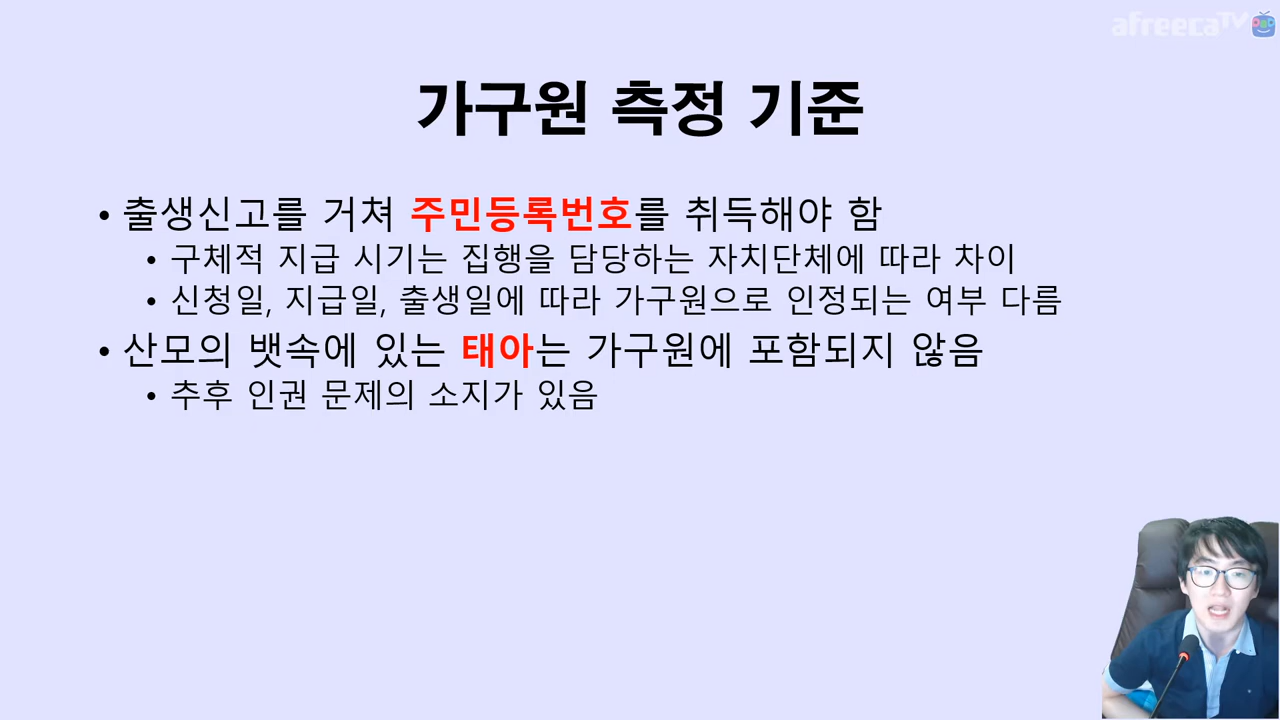 afreecaTV
가구원 측정 기준
• 출생신고를 거쳐 주민등록번호를 취득해야 함
• 구체적 지급 시기는 집행을 담당하는 자치단체에 따라 차이
• 신청일, 지급일, 출생일에 따라 가구원으로 인정되는 여부 다름
• 산모의 뱃속에 있는 태아는 가구원에 포함되지 않음
• 추후 인권 문제의 소지가 있음